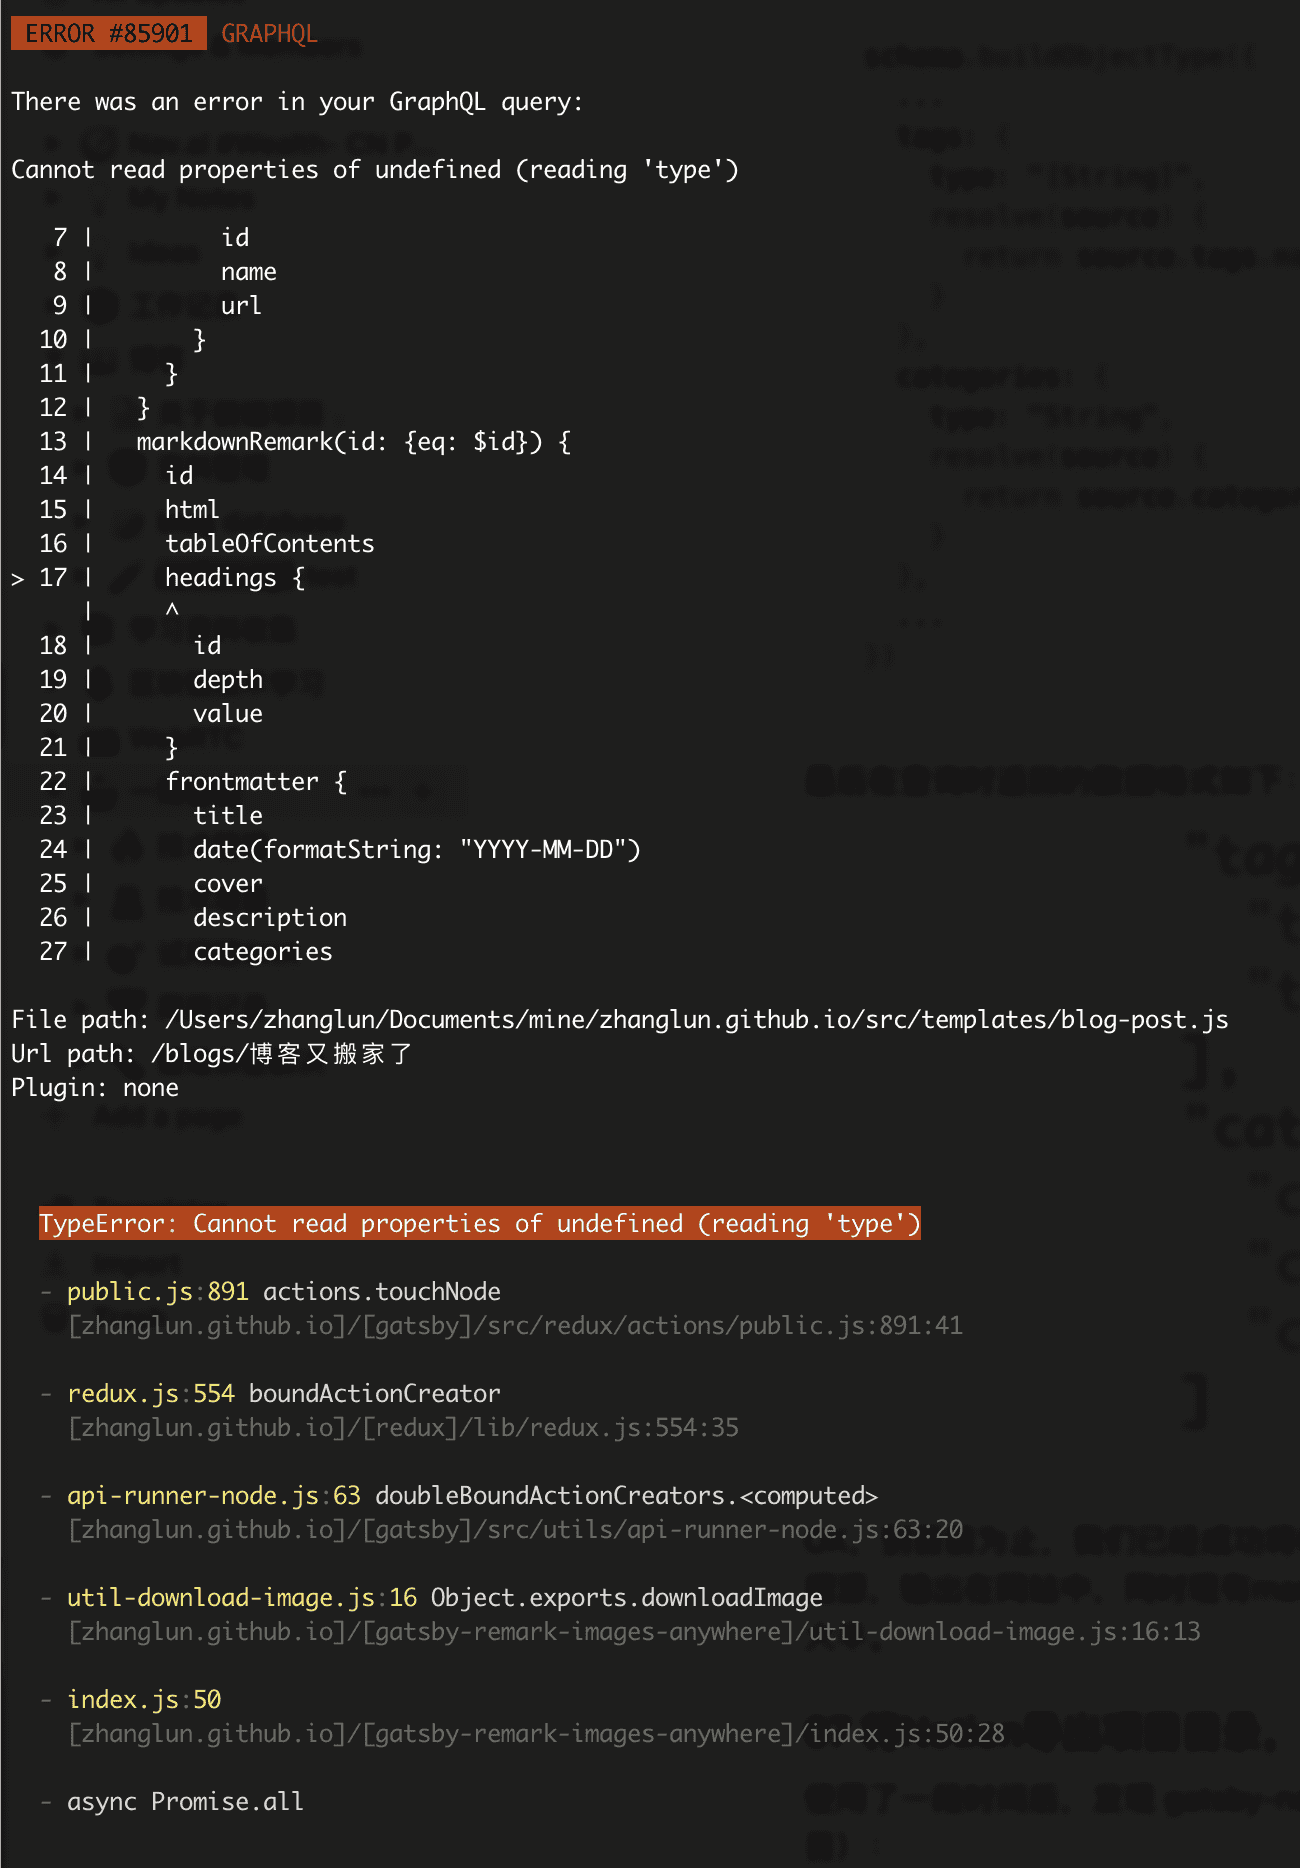 ERROR #85901  GRAPHQL
There was an error in your GraphQL query:
Cannot read properties of undefined (reading 'type')
7 |         id
8 |         name
9 |         url
10 |       }
11 |     }
12 |   }
13 |   markdownRemark(id: {eq: $id}) {
14 |     id
15 |     html
16 |     tableOfContents
> 17 |     headings {
|     ^
18 |       id
19 |       depth
20 |       value
21 |     }
22 |     frontmatter {
23 |       title
24 |       date(formatString: "YYYY-MM-DD")
25 |       cover
26 |       description
27 |       categories
File path: /Users/zhanglun/Documents/mine/zhanglun.github.io/src/templates/blog-post.js
Url path: /blogs/博客又搬家了
Plugin: none
TypeError: Cannot read properties of undefined (reading 'type')
- public.js:891 actions.touchNode
[zhanglun.github.io]/[gatsby]/src/redux/actions/public.js:891:41
- redux.js:554 boundActionCreator
[zhanglun.github.io]/[redux]/lib/redux.js:554:35
- api-runner-node.js:63 doubleBoundActionCreators.<computed>
[zhanglun.github.io]/[gatsby]/src/utils/api-runner-node.js:63:20
- util-download-image.js:16 Object.exports.downloadImage
[zhanglun.github.io]/[gatsby-remark-images-anywhere]/util-download-image.js:16:13
- index.js:50
[zhanglun.github.io]/[gatsby-remark-images-anywhere]/index.js:50:28
- async Promise.all